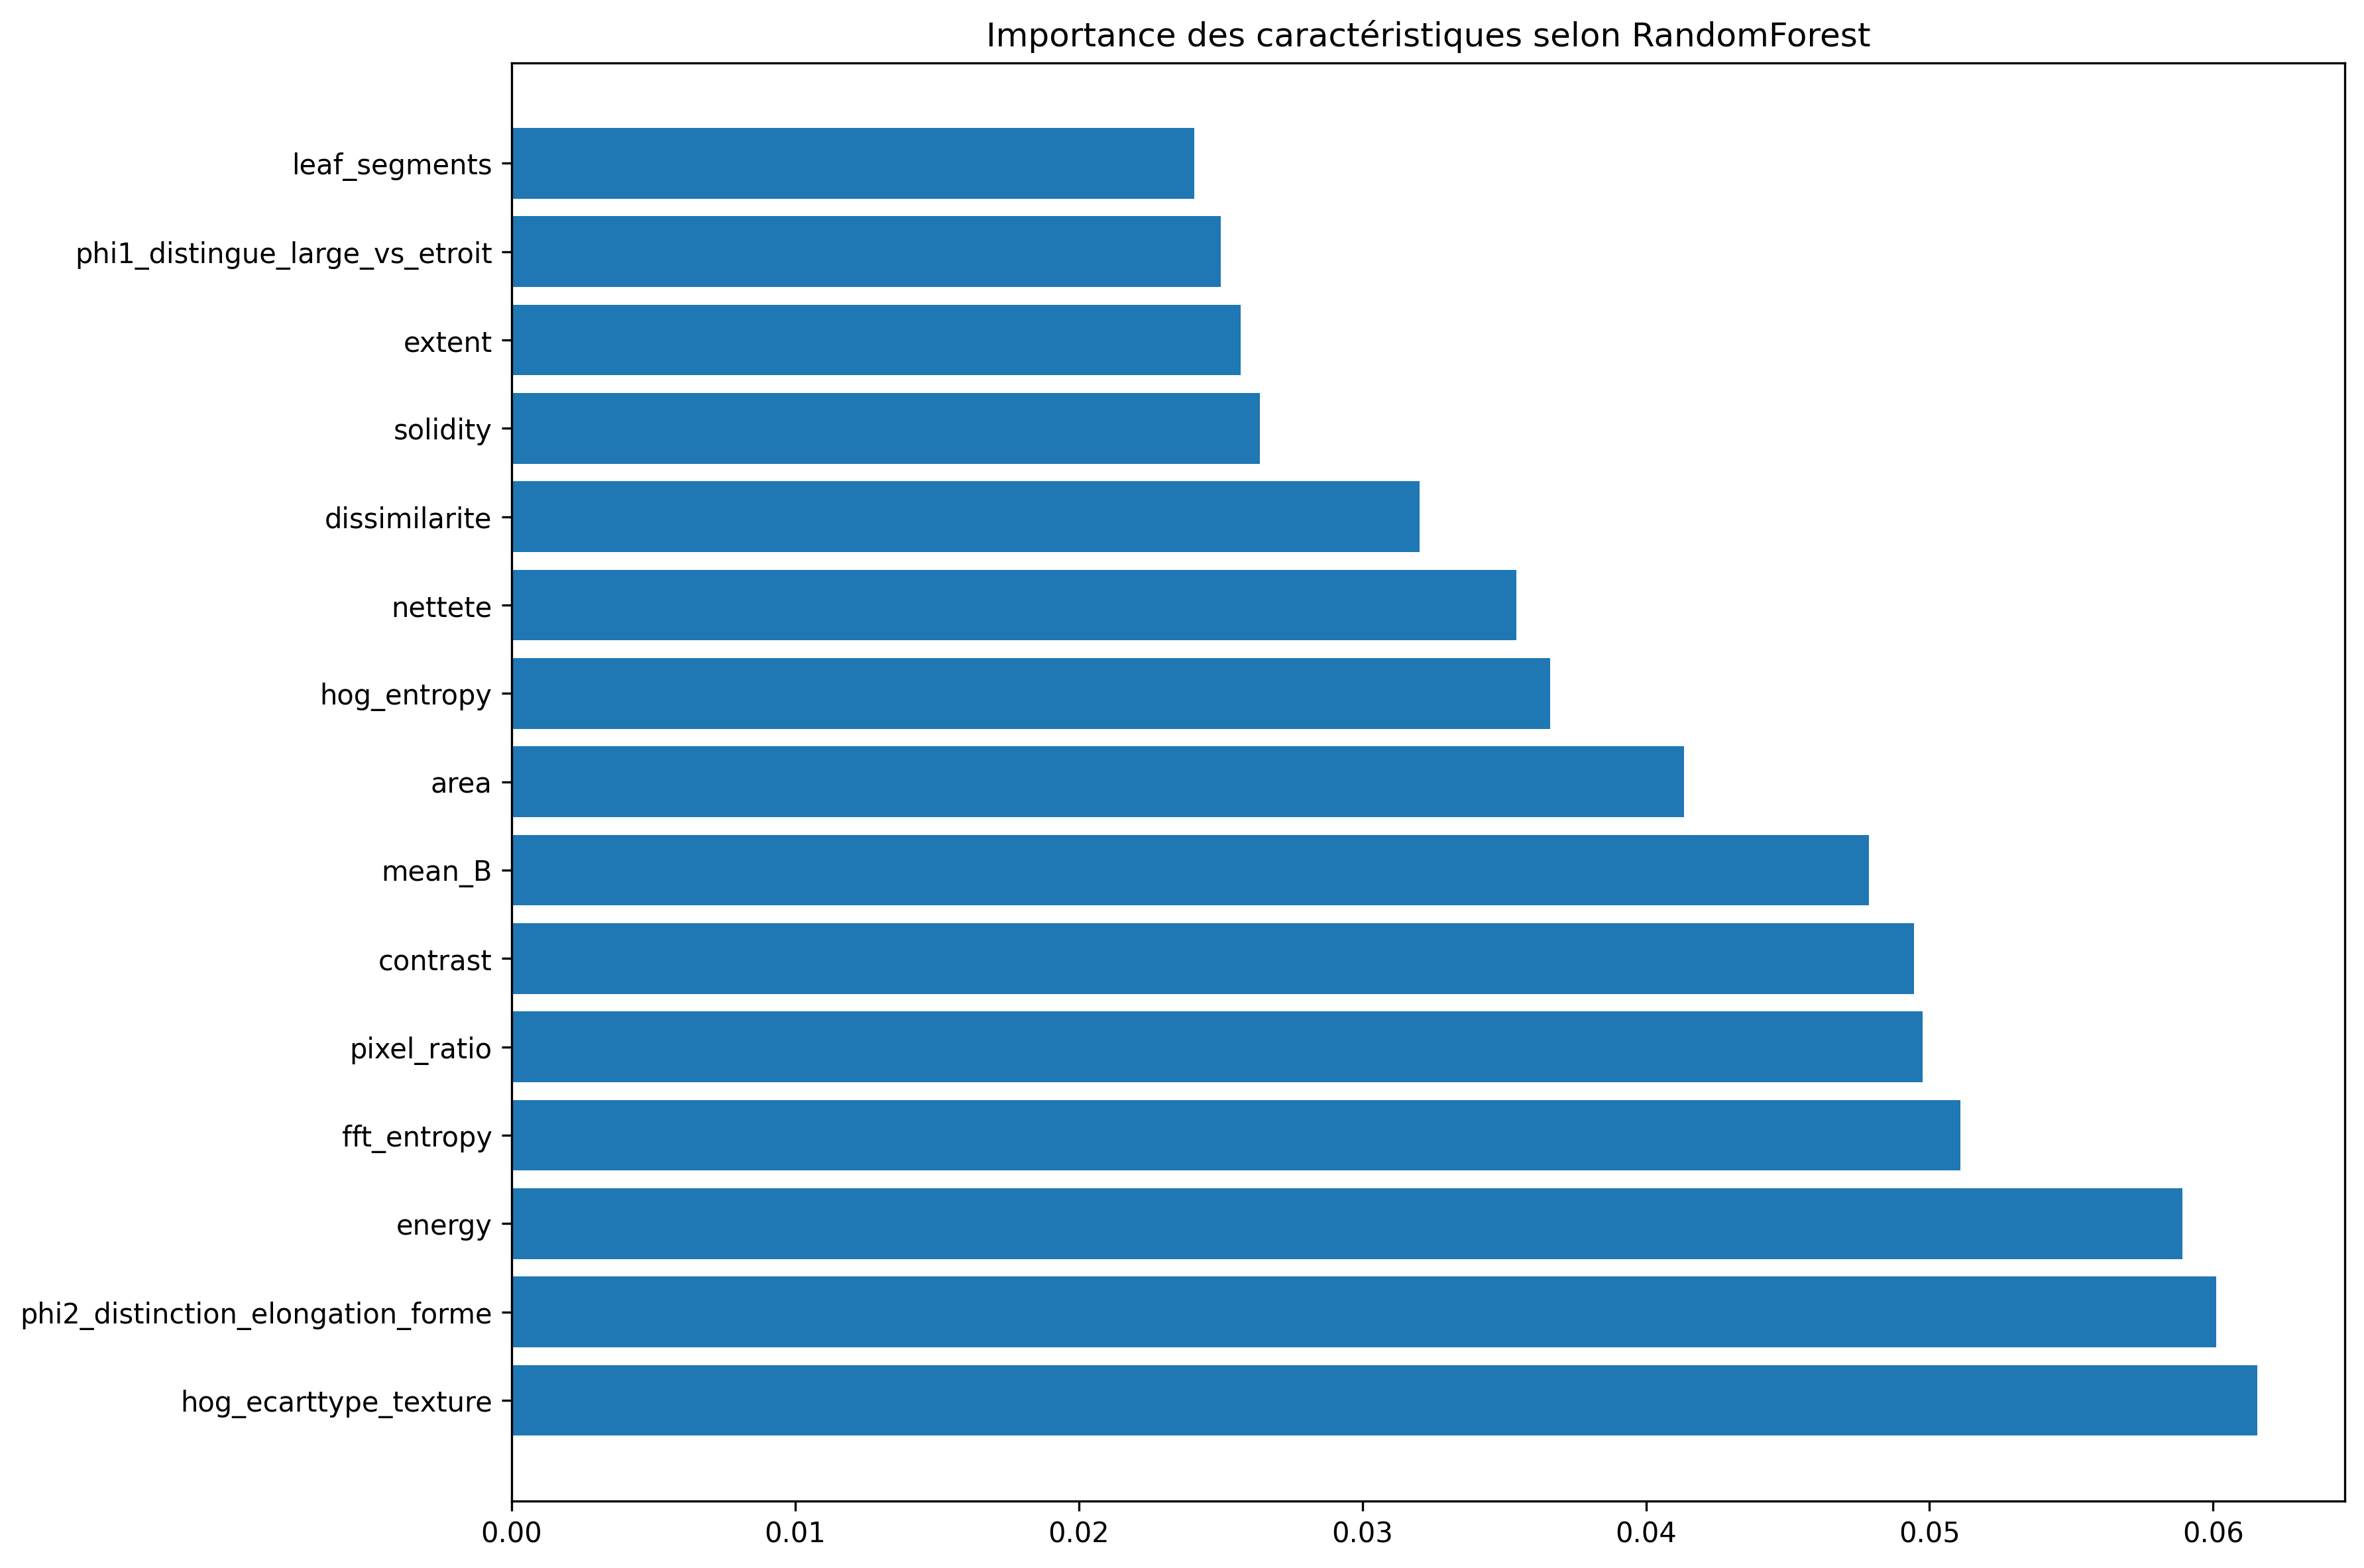 Importance des caractéristiques selon RandomForest
leaf_segments
phi1_distingue_large_vs_etroit
extent
solidity
dissimilarite
nettete
hog_entropy
area
mean_B
contrast
pixel_ratio
fft_entropy
energy
phi2_distinction_elongation_forme
hog_ecarttype_texture
0.00 0.01 0.02 0.03 0.04 0.05 0.06